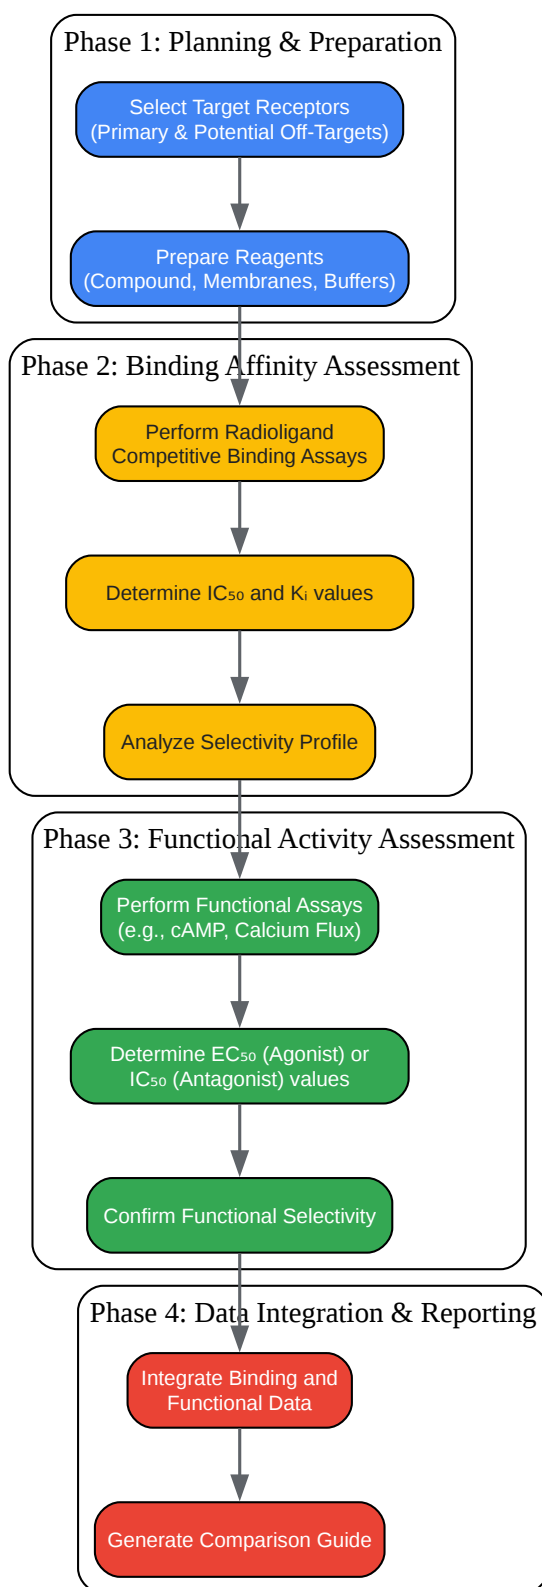 Phase 1: Planning & Preparation
Select Target Receptors
(Primary & Potential Off-Targets)
Prepare Reagents
(Compound, Membranes, Buffers)
Phase 2: Binding Affinity Assessment
Perform Radioligand
Competitive Binding Assays
Determine IC₅₀ and Kᵢ values
Analyze Selectivity Profile
Phase 3: Functional Activity Assessment
Perform Functional Assays
(e.g., cAMP, Calcium Flux)
Determine EC₅₀ (Agonist) or
IC₅₀ (Antagonist) values
Confirm Functional Selectivity
Phase 4: Data Integration & Reporting
Integrate Binding and
Functional Data
Generate Comparison Guide